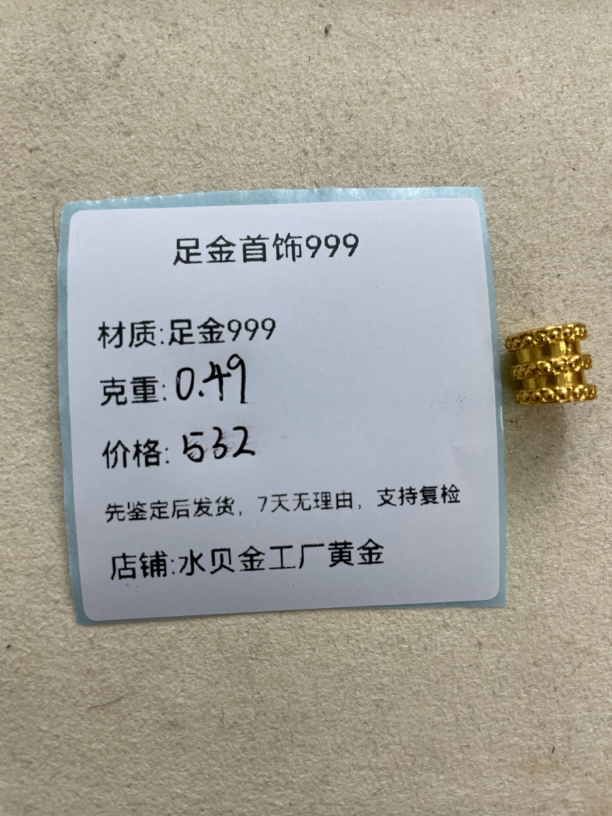 足金首饰999
材质:足金999
克重:0.49
价格:532
先鉴定后发货，7天无理由，支持复检
店铺:水贝金工厂黄金